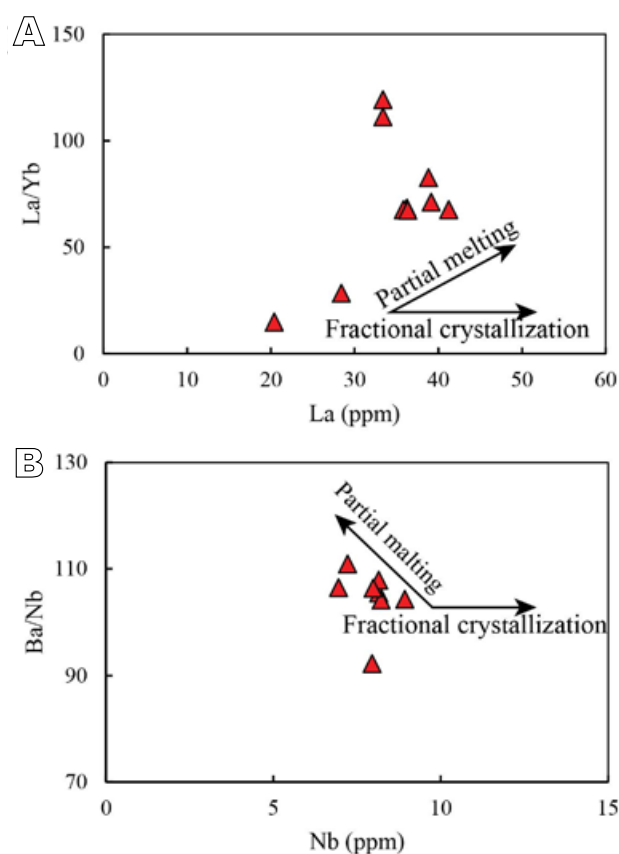 A
150
100
50
0
La/Yb
Partial melting
Fractional crystallization
0 10 20 30 40 50 60
La (ppm)
B
130
110
90
70
Ba/Nb
Partial malting
Fractional crystallization
0 5 10 15
Nb (ppm)